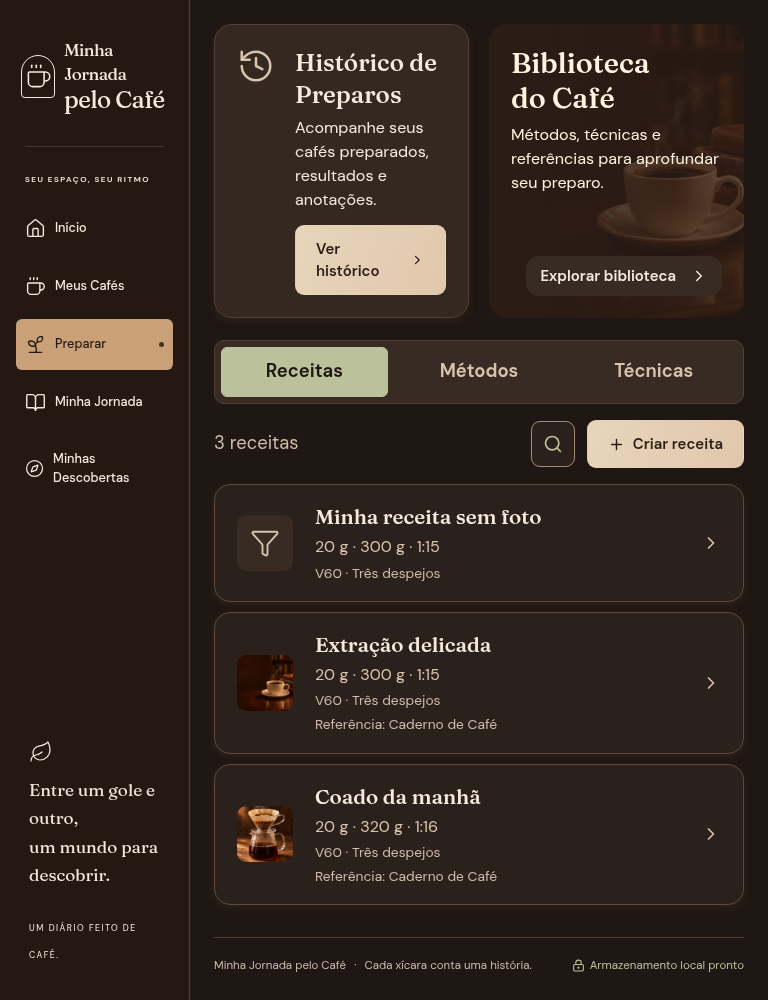 Minha
Jornada
pelo Café
SEU ESPAÇO, SEU RITMO
Início
Meus Cafés
Preparar
Minha Jornada
Minhas
Descobertas
Entre um gole e
outro,
um mundo para
descobrir.
UM DIÁRIO FEITO DE
CAFÉ.
Histórico de
Preparos
Acompanhe seus
cafés preparados,
resultados e
anotações.
Ver
histórico
Biblioteca
do Café
Métodos, técnicas e
referências para aprofundar
seu preparo.
Explorar biblioteca
Receitas
Métodos
Técnicas
3 receitas
Criar receita
Minha receita sem foto
20 g · 300 g · 1:15
V60 · Três despejos
Extração delicada
20 g · 300 g · 1:15
V60 · Três despejos
Referência: Caderno de Café
Coado da manhã
20 g · 320 g · 1:16
V60 · Três despejos
Referência: Caderno de Café
Minha Jornada pelo Café · Cada xícara conta uma história.
Armazenamento local pronto